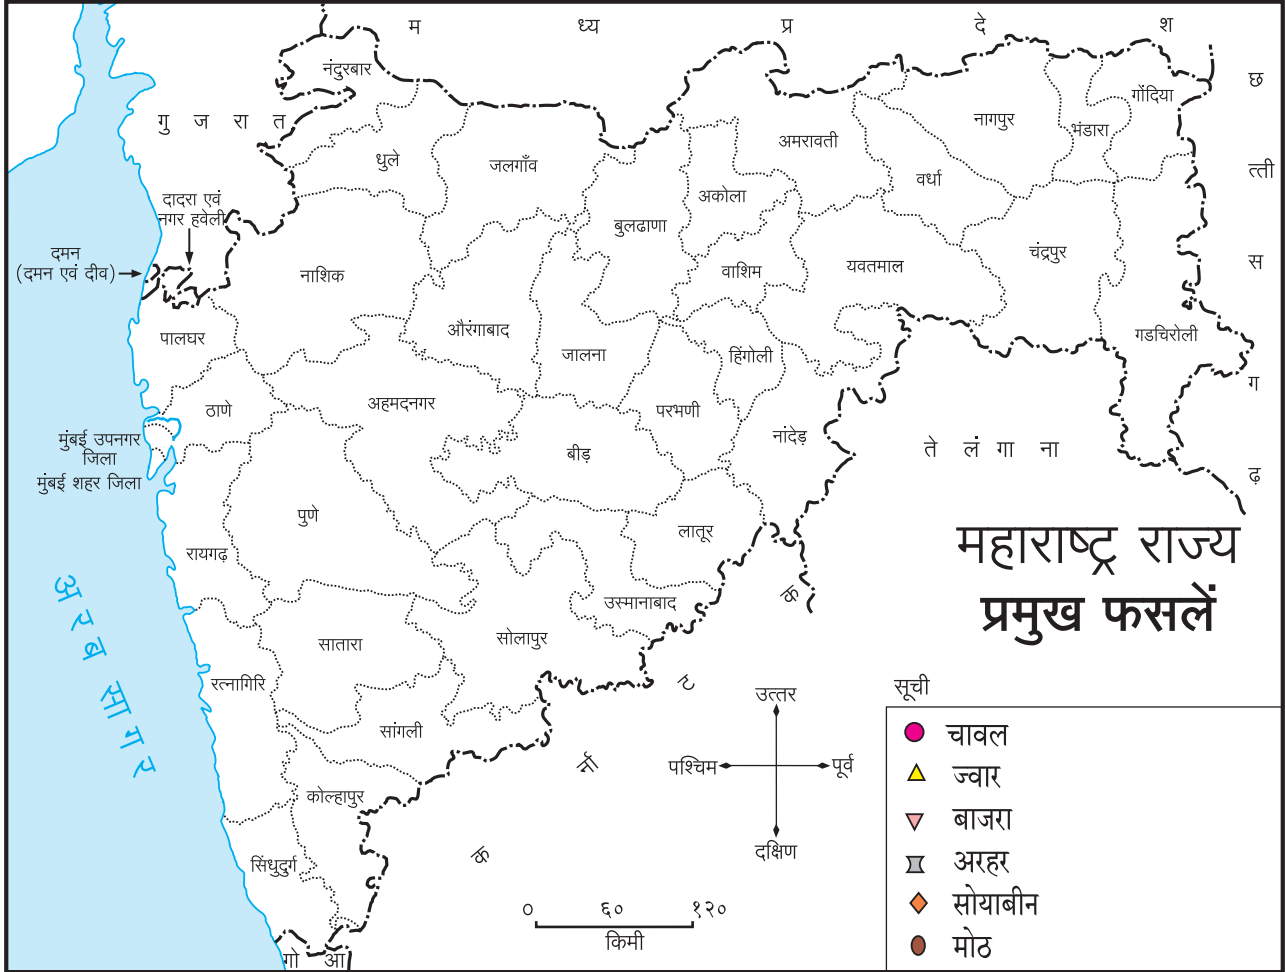 म ध्य प्र दे श
नंदुरबार
गोंदिया
छ
गु ज रा त
नागपुर
भंडारा
धुले
जलगाँव
अमरावती
त्ती
वर्धा
अकोला
दादरा एवं
नगर हवेली
बुलढाणा
दमन
(दमन एवं दीव)
नाशिक
वाशिम
यवतमाल
चंद्रपुर
स
पालघर
औरंगाबाद
जालना
हिंगोली
गडचिरोली
ग
ठाणे
अहमदनगर
परभणी
नांदेड़
मुंबई उपनगर
जिला
बीड़
ते लं गा ना
मुंबई शहर जिला
ढ़
पुणे
लातूर
रायगढ़
महाराष्ट्र राज्य
प्रमुख फसलें
उस्मानाबाद
अ र ब सा ग र
सातारा
सोलापुर
रत्नागिरि
सांगली
क र्ना ट क
कोल्हापुर
सिंधुदुर्ग
गो आ
उत्तर
पश्चिम
पूर्व
दक्षिण
० ६० १२०
किमी
सूची
चावल
ज्वार
बाजरा
अरहर
सोयाबीन
मोठ